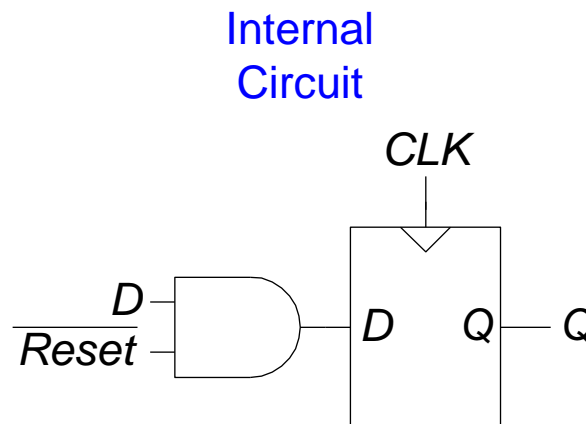 Internal
Circuit
CLK
D
Reset
D
Q
Q